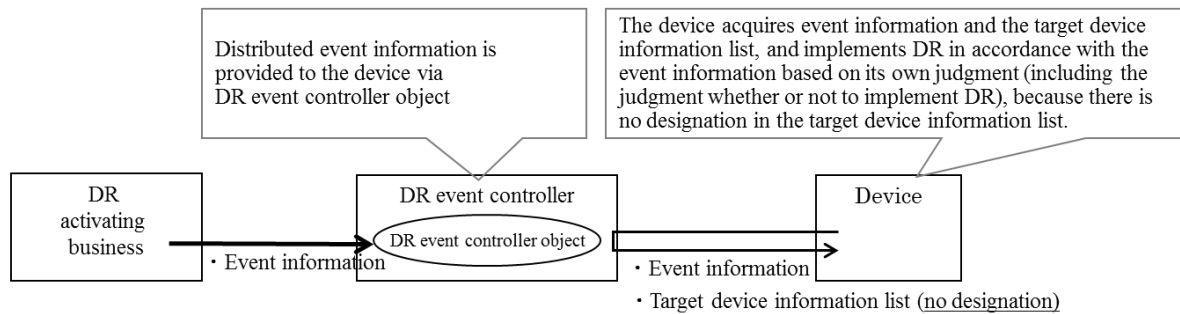 Distributed event information is
provided to the device via
DR event controller object
The device acquires event information and the target device
information list, and implements DR in accordance with the
event information based on its own judgment (including the
judgment whether or not to implement DR), because there is
no designation in the target device information list.
DR
activating
business
・Event information
DR event controller
DR event controller object
Device
・Event information
・Target device information list (no designation)